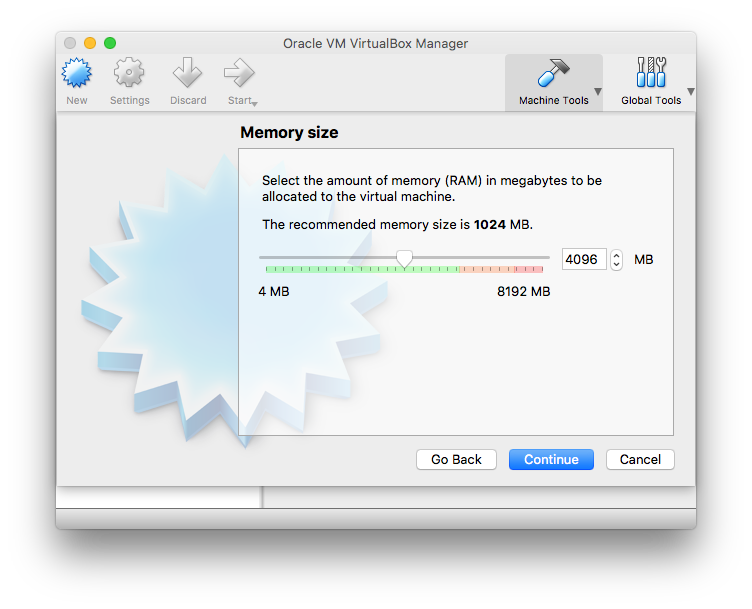 Oracle VM VirtualBox Manager
New
Settings
Discard
Start
Machine Tools
Global Tools
Memory size
Select the amount of memory (RAM) in megabytes to be
allocated to the virtual machine.
The recommended memory size is 1024 MB.
4096 MB
4 MB
8192 MB
Go Back
Continue
Cancel